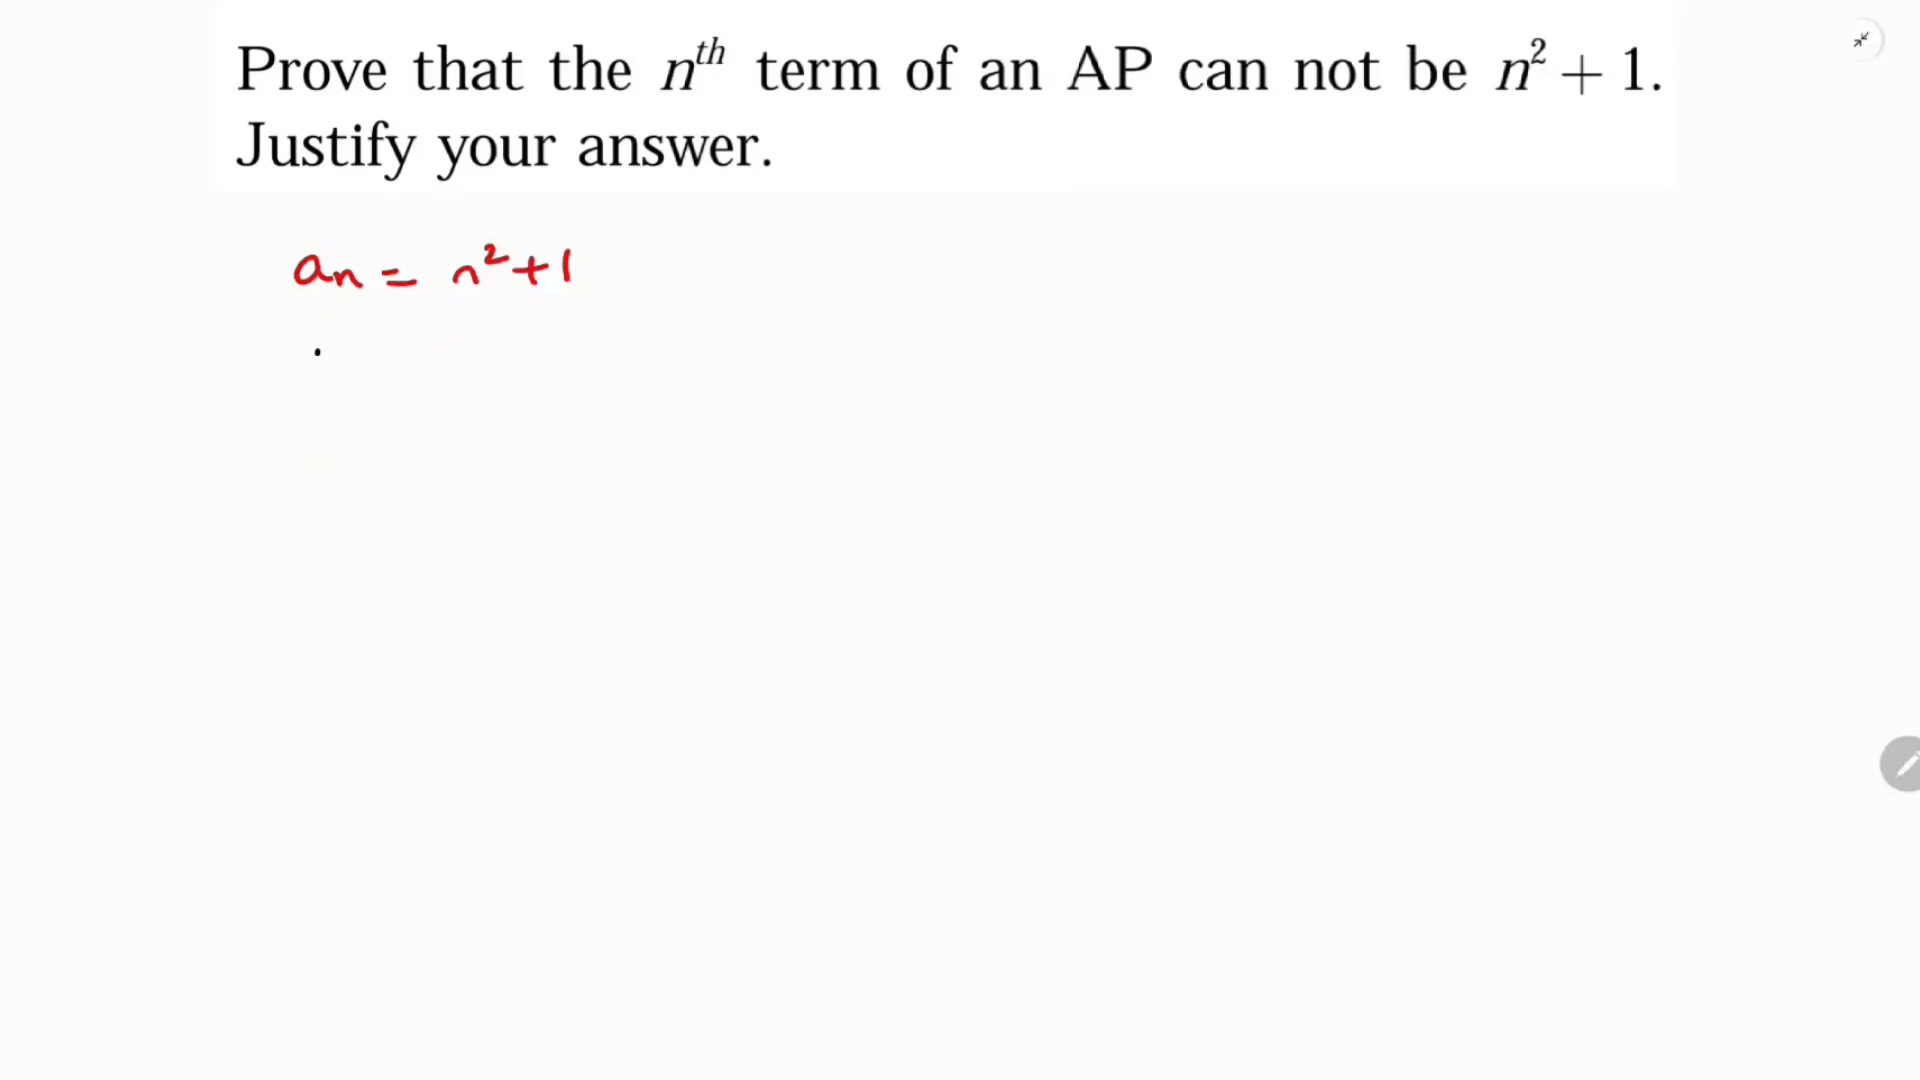 Prove that the nᵗʰ term of an AP can not be n² + 1.
Justify your answer.
an = n²+1